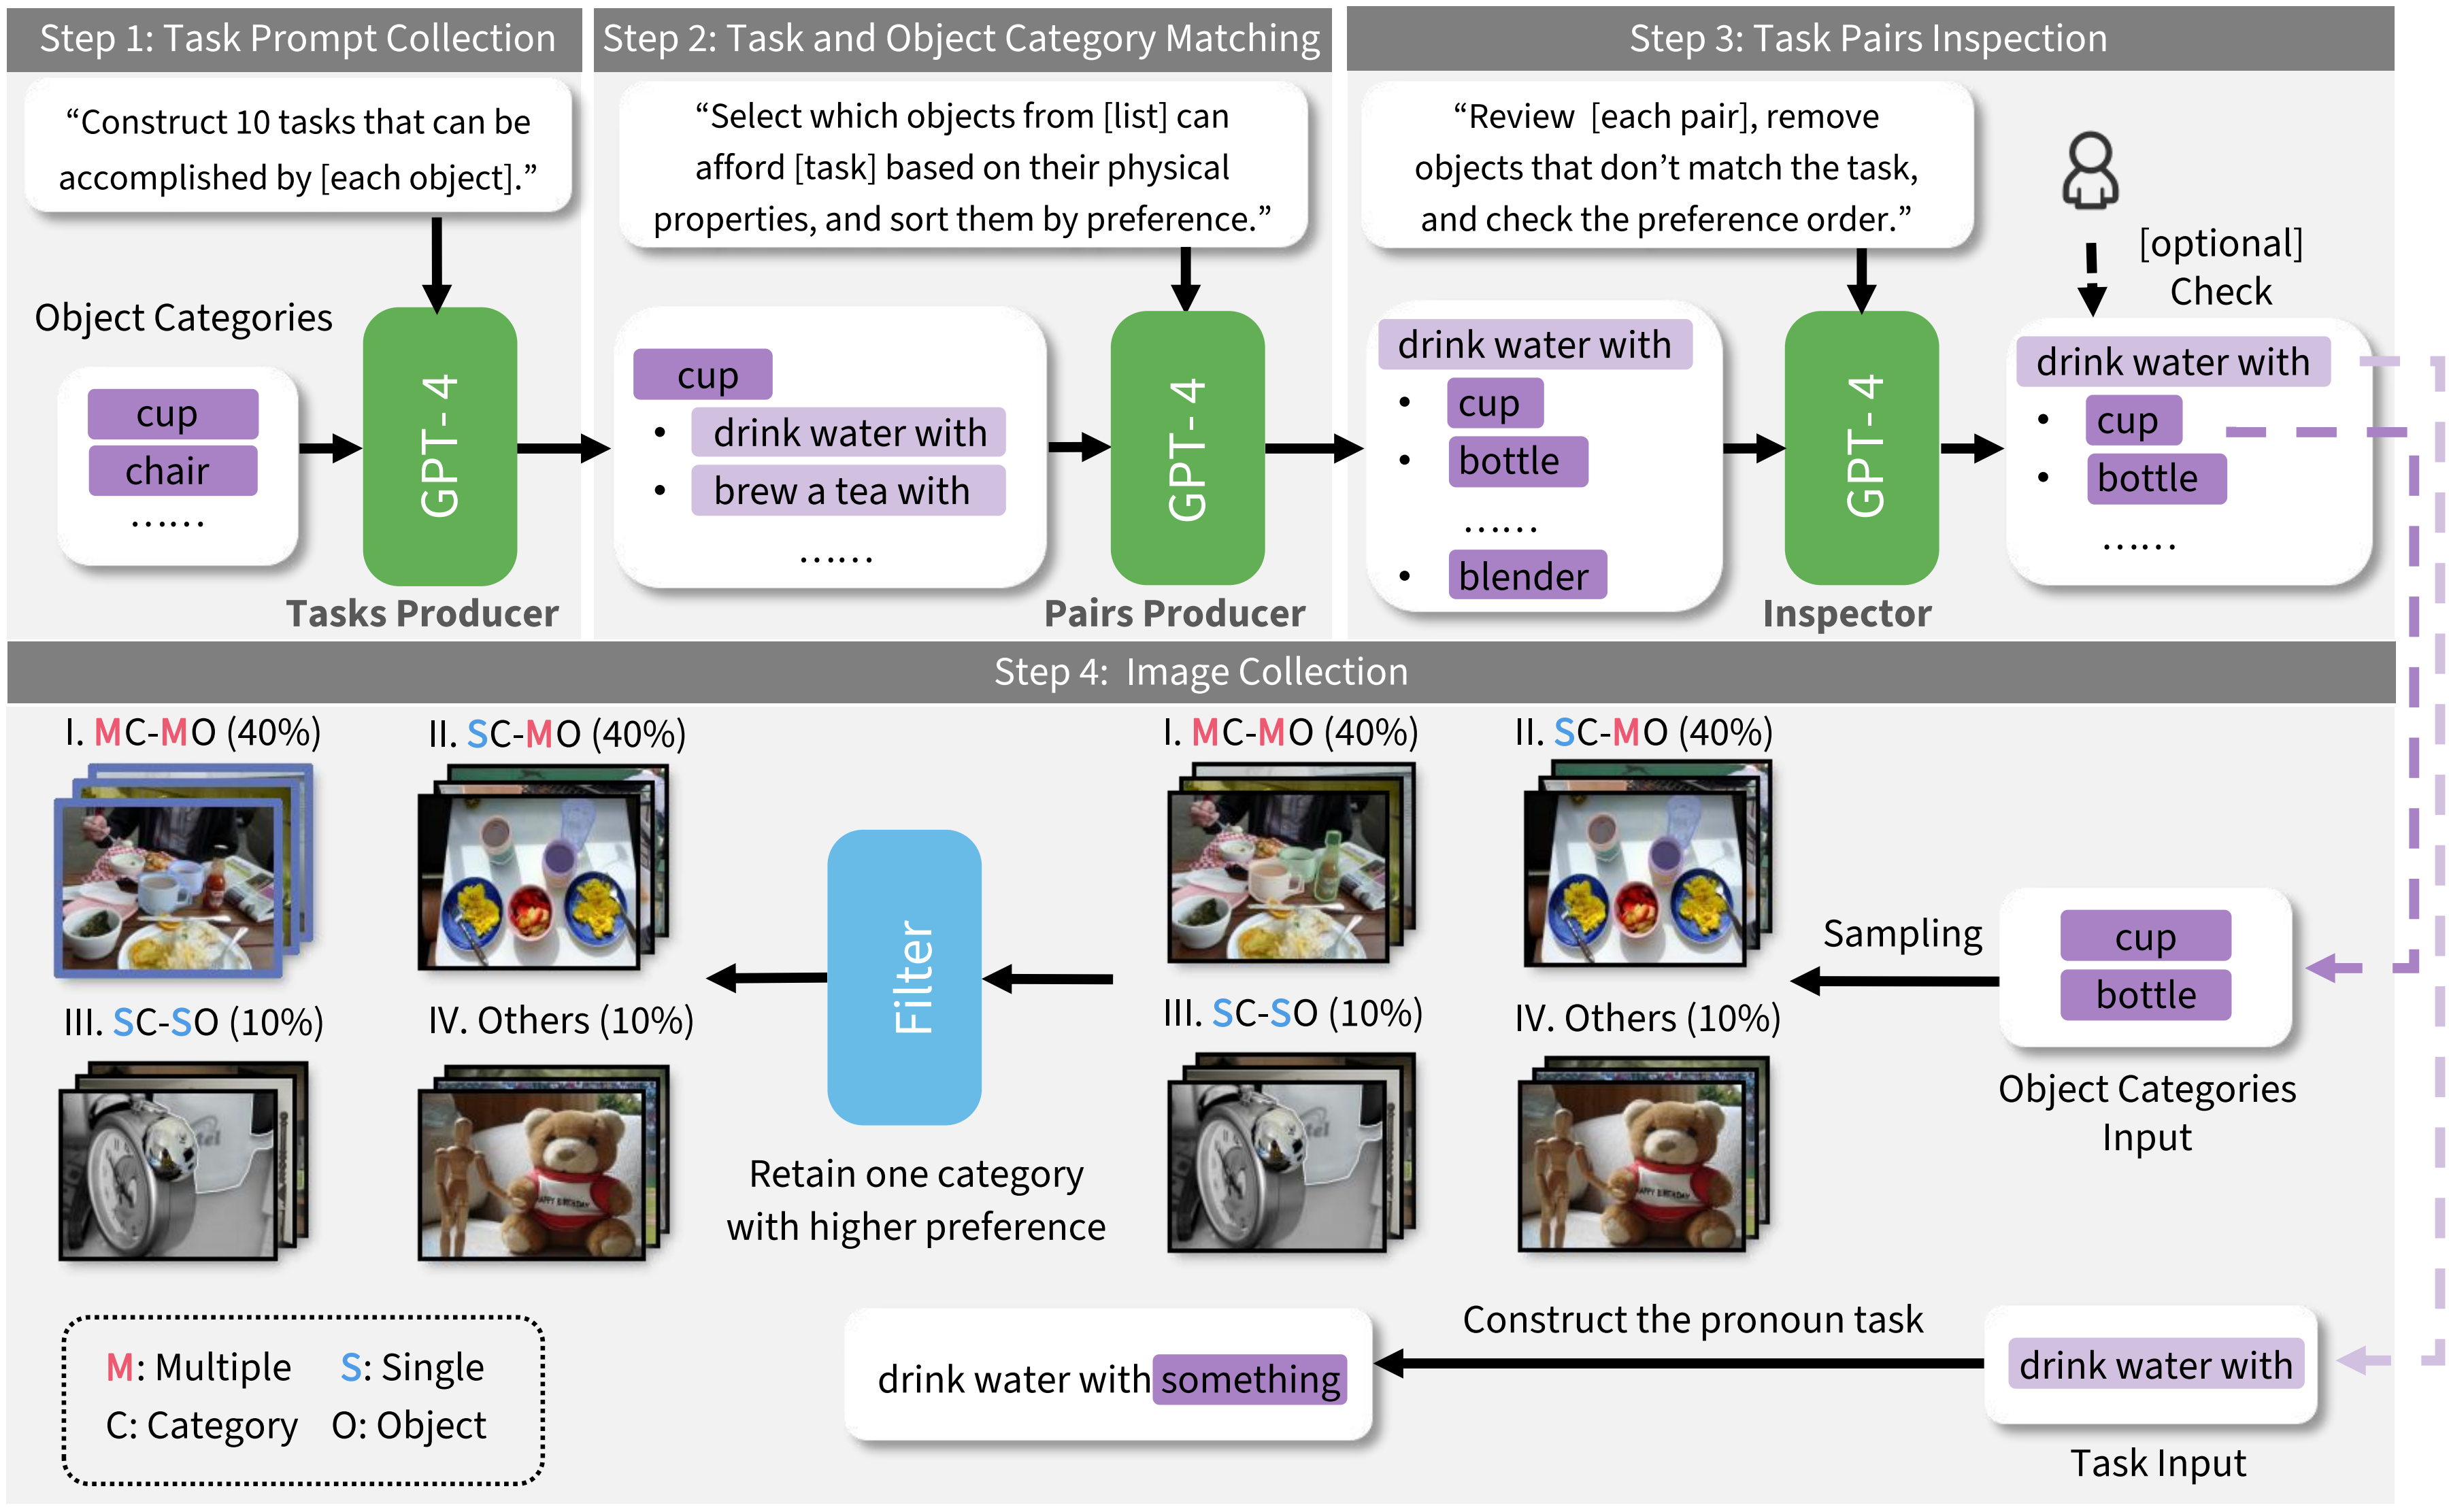 Step 1: Task Prompt Collection
“Construct 10 tasks that can be
accomplished by [each object].”
Object Categories
cup
chair
......
GPT-4
Tasks Producer
Step 2: Task and Object Category Matching
“Select which objects from [list] can
afford [task] based on their physical
properties, and sort them by preference.”
cup
• drink water with
• brew a tea with
......
GPT-4
Pairs Producer
Step 3: Task Pairs Inspection
“Review [each pair], remove
objects that don’t match the task,
and check the preference order.”
drink water with
• cup
• bottle
......
• blender
GPT-4
Inspector
[optional]
Check
drink water with
• cup
• bottle
......
Step 4: Image Collection
I. MC-MO (40%)
II. SC-MO (40%)
III. SC-SO (10%)
IV. Others (10%)
HAPPY BIRTHDAY
Filter
Retain one category
with higher preference
I. MC-MO (40%)
II. SC-MO (40%)
III. SC-SO (10%)
IV. Others (10%)
HAPPY BIRTHDAY
Sampling
cup
bottle
Object Categories
Input
M: Multiple S: Single
C: Category O: Object
drink water with something
Construct the pronoun task
drink water with
Task Input